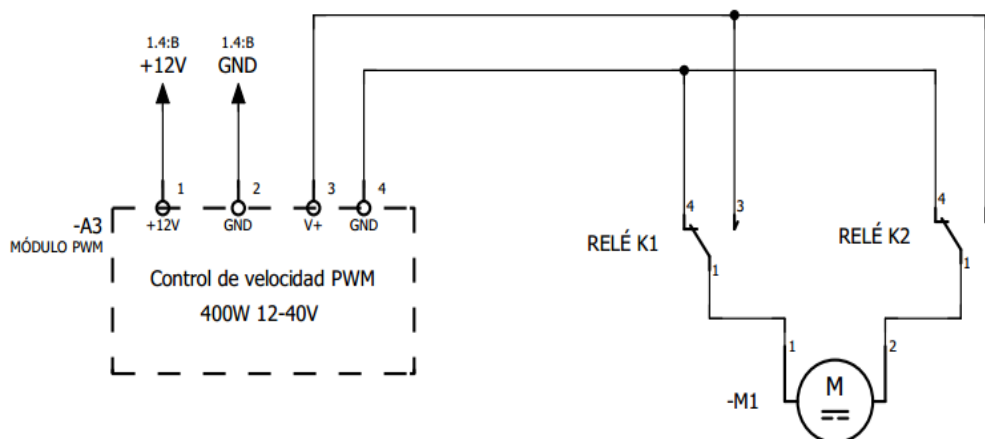 1.4:B 1.4:B
+12V GND
1 2 3 4
-A3 +12V GND V+ GND
MÓDULO PWM
Control de velocidad PWM
400W 12-40V
4 3 4
RELÉ K1 RELÉ K2
1 1
1 2
M
-M1